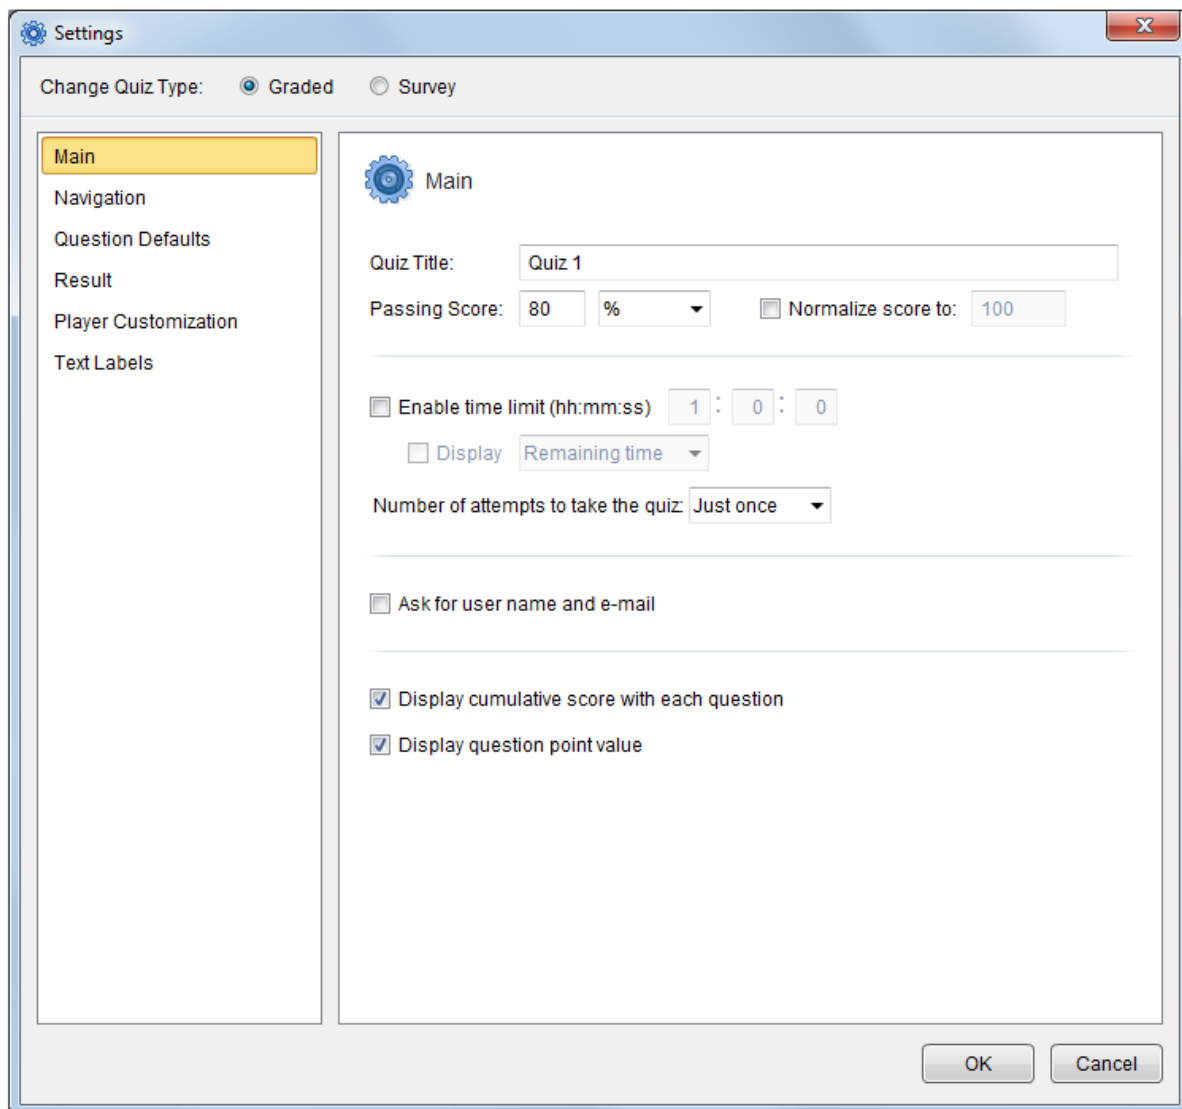 Settings
Change Quiz Type: Graded Survey
Main
Navigation
Question Defaults
Result
Player Customization
Text Labels
Main
Quiz Title: Quiz 1
Passing Score: 80 % Normalize score to: 100
Enable time limit (hh:mm:ss) 1 : 0 : 0
Display Remaining time
Number of attempts to take the quiz: Just once
Ask for user name and e-mail
Display cumulative score with each question
Display question point value
OK Cancel